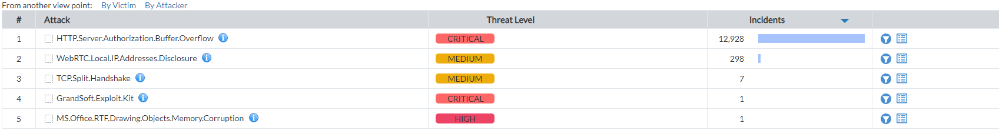 From another view point: By Victim By Attacker
# Attack Threat Level Incidents
1 HTTP.Server.Authorization.Buffer.Overflow CRITICAL 12,928
2 WebRTC.Local.IP.Addresses.Disclosure MEDIUM 298
3 TCP.Split.Handshake MEDIUM 7
4 GrandSoft.Exploit.Kit CRITICAL 1
5 MS.Office.RTF.Drawing.Objects.Memory.Corruption HIGH 1